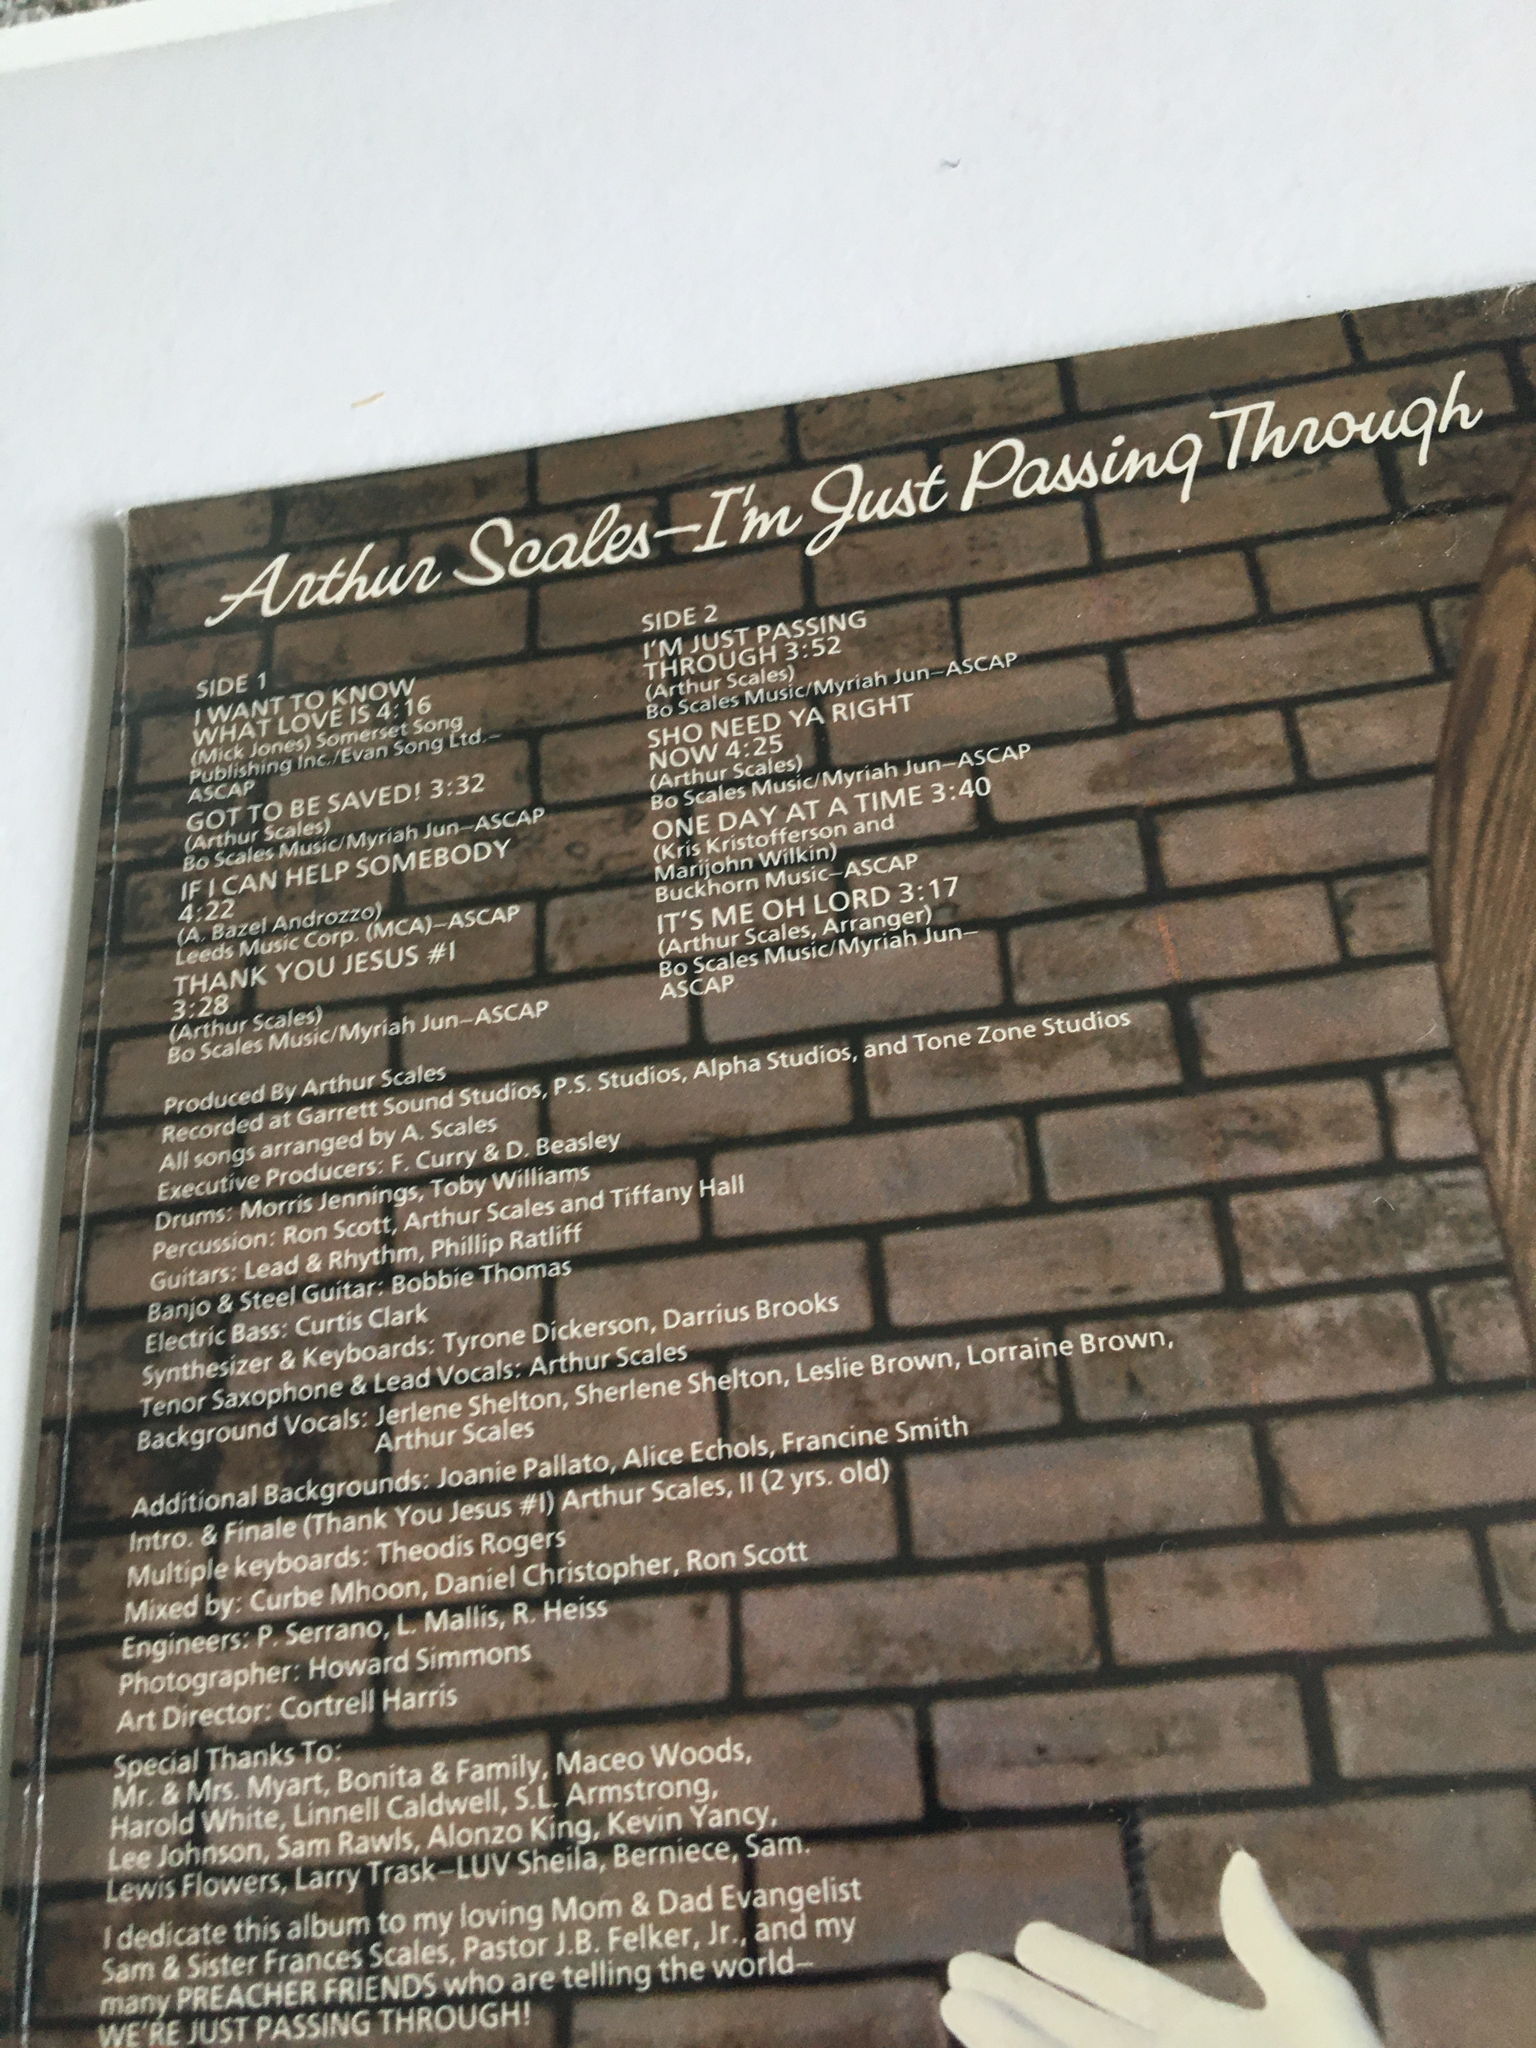 Arthur Scales–I'm Just Passing Through
SIDE 1
I WANT TO KNOW
WHAT LOVE IS 4:16
(Mick Jones) Somerset Song
Publishing Inc./Evan Song Ltd.–
ASCAP
GOT TO BE SAVED! 3:32
(Arthur Scales)
Bo Scales Music/Myriah Jun–ASCAP
IF I CAN HELP SOMEBODY
4:22
(A. Bazel Androzzo)
Leeds Music Corp. (MCA)–ASCAP
THANK YOU JESUS #1
3:28
(Arthur Scales)
Bo Scales Music/Myriah Jun–ASCAP
SIDE 2
I'M JUST PASSING
THROUGH 3:52
(Arthur Scales)
Bo Scales Music/Myriah Jun–ASCAP
SHO NEED YA RIGHT
NOW 4:25
(Arthur Scales)
Bo Scales Music/Myriah Jun–ASCAP
ONE DAY AT A TIME 3:40
(Kris Kristofferson and
Marijohn Wilkin)
Buckhorn Music–ASCAP
IT'S ME OH LORD 3:17
(Arthur Scales, Arranger)
Bo Scales Music/Myriah Jun–
ASCAP
Produced By Arthur Scales
Recorded at Garrett Sound Studios, P.S. Studios, Alpha Studios, and Tone Zone Studios
All songs arranged by A. Scales
Executive Producers: F. Curry & D. Beasley
Drums: Morris Jennings, Toby Williams
Percussion: Ron Scott, Arthur Scales and Tiffany Hall
Guitars: Lead & Rhythm, Phillip Ratliff
Banjo & Steel Guitar: Bobbie Thomas
Electric Bass: Curtis Clark
Synthesizer & Keyboards: Tyrone Dickerson, Darrius Brooks
Tenor Saxophone & Lead Vocals: Arthur Scales
Background Vocals: Jerlene Shelton, Sherlene Shelton, Leslie Brown, Lorraine Brown,
Arthur Scales
Additional Backgrounds: Joanie Pallato, Alice Echols, Francine Smith
Intro. & Finale (Thank You Jesus #1) Arthur Scales, II (2 yrs. old)
Multiple keyboards: Theodis Rogers
Mixed by: Curbe Mhoon, Daniel Christopher, Ron Scott
Engineers: P. Serrano, L. Mallis, R. Heiss
Photographer: Howard Simmons
Art Director: Cortrell Harris
Special Thanks To:
Mr. & Mrs. Myart, Bonita & Family, Maceo Woods,
Harold White, Linnell Caldwell, S.L. Armstrong,
Lee Johnson, Sam Rawls, Alonzo King, Kevin Yancy,
Lewis Flowers, Larry Trask–LUV Sheila, Berniece, Sam.
I dedicate this album to my loving Mom & Dad Evangelist
Sam & Sister Frances Scales, Pastor J.B. Felker, Jr., and my
many PREACHER FRIENDS who are telling the world–
WE'RE JUST PASSING THROUGH!